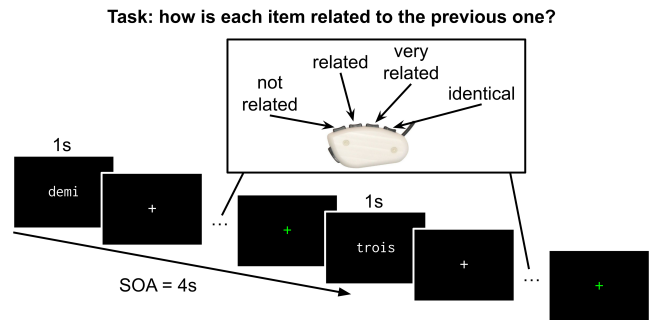 Task: how is each item related to the previous one?
not
related
related
very
related
identical
1s
demi
+
...
+
1s
trois
+
...
+
SOA = 4s